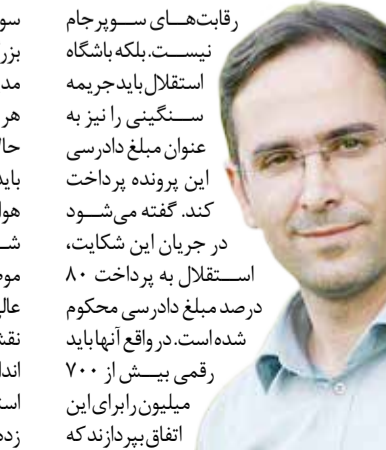 رقابت‌های سوپر جام
نیست. بلکه باشگاه
استقلال باید جریمه
سنگینی را نیز به
عنوان مبلغ دادرسی
این پرونده پرداخت
کند. گفته می‌شود
در جریان این شکایت،
استقلال به پرداخت ۸۰
درصد مبلغ دادرسی محکوم
شده است. در واقع آنها باید
رقمی بیش از ۷۰۰
میلیون را برای این
اتفاق بپردازند که